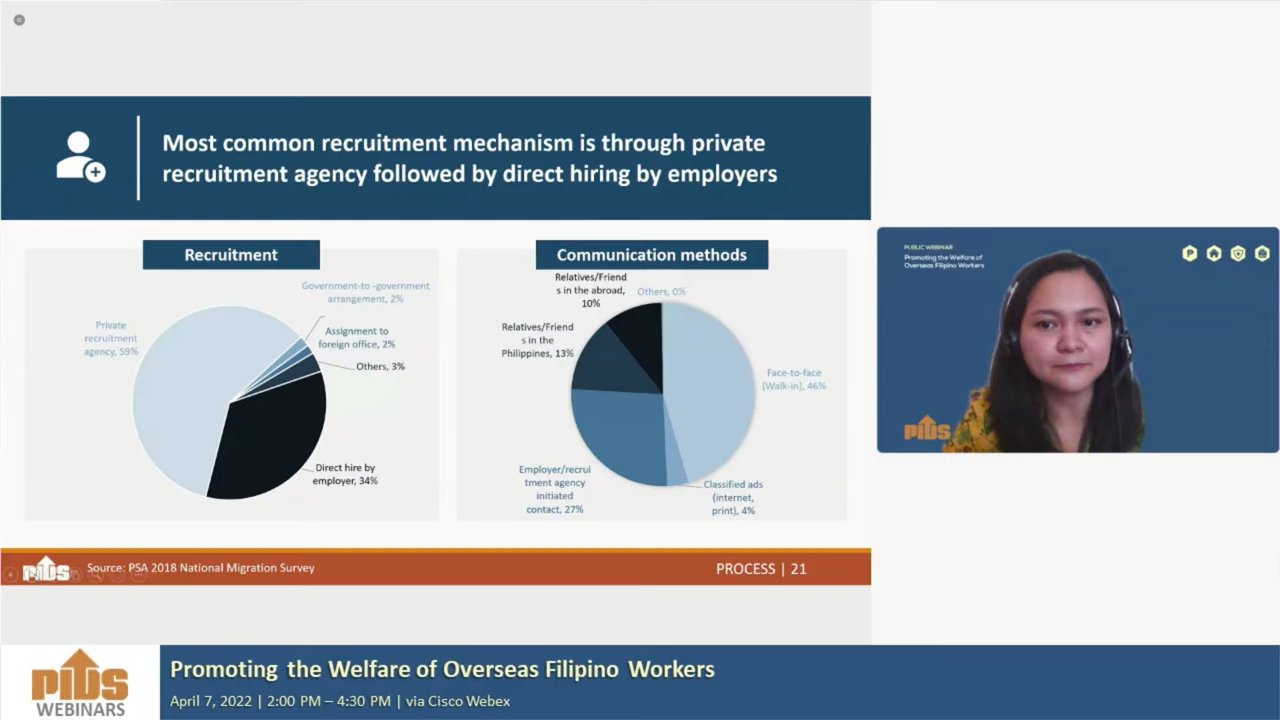 Most common recruitment mechanism is through private
recruitment agency followed by direct hiring by employers
Recruitment
Government-to -government
arrangement, 2%
Private
recruitment
agency, 59%
Assignment to
foreign office, 2%
Others, 3%
Direct hire by
employer, 34%
Communication methods
Relatives/Friend
s in the abroad,
10%
Others, 0%
Relatives/Friend
s in the
Philippines, 13%
Face-to-face
(Walk-in), 46%
Employer/recrui
tment agency
initiated
contact, 27%
Classified ads
(internet,
print), 4%
PIDS
Source: PSA 2018 National Migration Survey
PROCESS | 21
PUBLIC WEBINAR
Promoting the Welfare of
Overseas Filipino Workers
P
PIDS
PIDS
WEBINARS
Promoting the Welfare of Overseas Filipino Workers
April 7, 2022 | 2:00 PM – 4:30 PM | via Cisco Webex